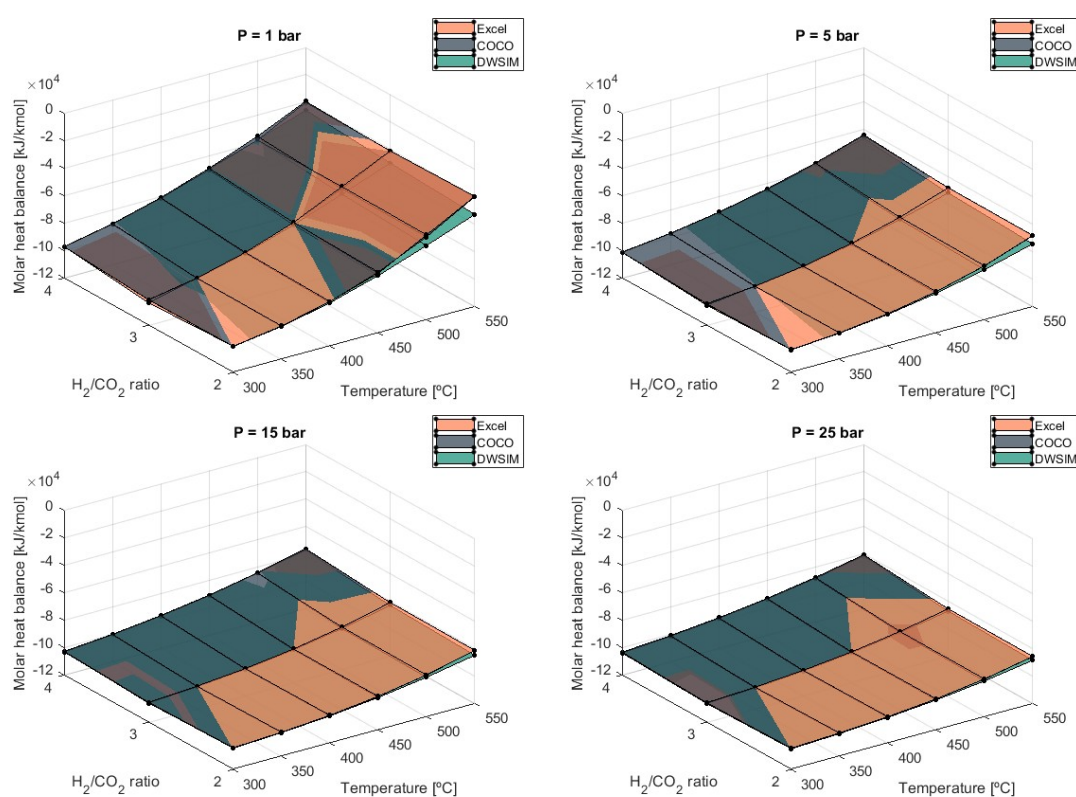 P = 1 bar
Excel
COCO
DWSIM
×10⁴
0
-2
-4
-6
-8
-10
-12
Molar heat balance [kJ/kmol]
4
3
2
H₂/CO₂ ratio
300
350
400
450
500
550
Temperature [ºC]
P = 5 bar
Excel
COCO
DWSIM
×10⁴
0
-2
-4
-6
-8
-10
-12
Molar heat balance [kJ/kmol]
4
3
2
H₂/CO₂ ratio
300
350
400
450
500
550
Temperature [ºC]
P = 15 bar
Excel
COCO
DWSIM
×10⁴
0
-2
-4
-6
-8
-10
-12
Molar heat balance [kJ/kmol]
4
3
2
H₂/CO₂ ratio
300
350
400
450
500
550
Temperature [ºC]
P = 25 bar
Excel
COCO
DWSIM
×10⁴
0
-2
-4
-6
-8
-10
-12
Molar heat balance [kJ/kmol]
4
3
2
H₂/CO₂ ratio
300
350
400
450
500
550
Temperature [ºC]